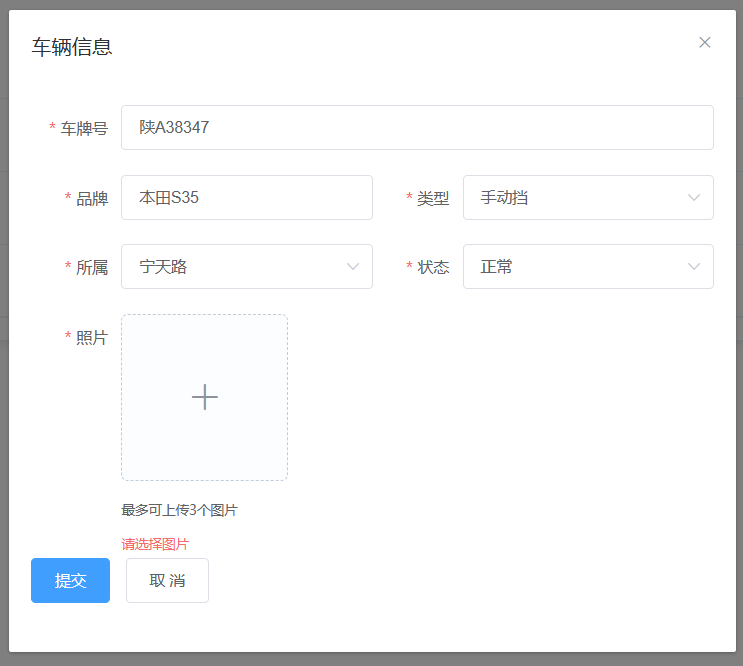 车辆信息
* 车牌号 陕A38347
* 品牌 本田S35 * 类型 手动挡
* 所属 宁天路 * 状态 正常
* 照片
最多可上传3个图片
请选择图片
提交 取 消